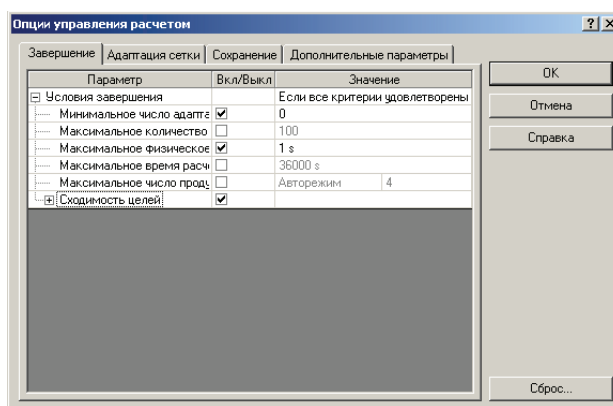 Опции управления расчетом
Завершение Адаптация сетки Сохранение Дополнительные параметры
Параметр Вкл/Выкл Значение
Условия завершения Если все критерии удовлетворены
Минимальное число адапта 0
Максимальное количество 100
Максимальное физическое 1 s
Максимальное время расч 36000 s
Максимальное число проду Авторежим 4
Сходимость целей
OK
Отмена
Справка
Сброс...